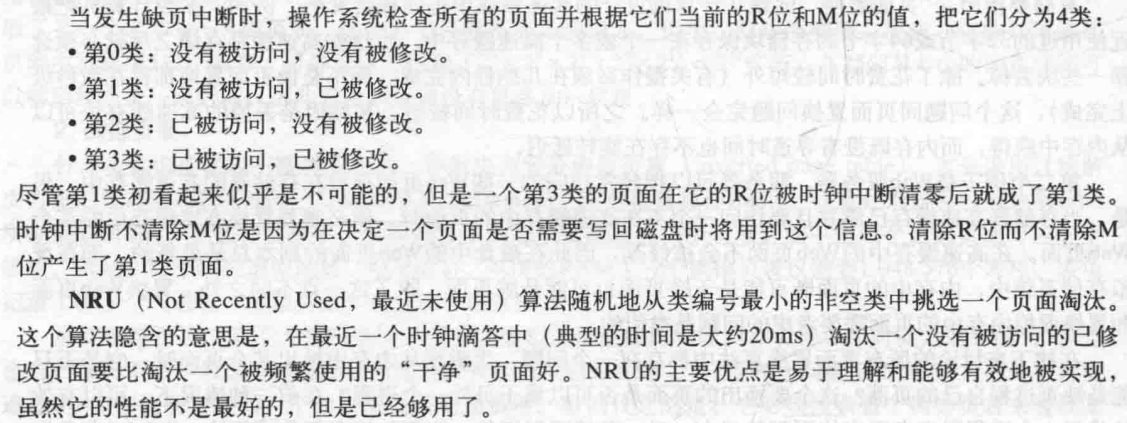 当发生缺页中断时，操作系统检查所有的页面并根据它们当前的R位和M位的值，把它们分为4类：
• 第0类：没有被访问，没有被修改。
• 第1类：没有被访问，已被修改。
• 第2类：已被访问，没有被修改。
• 第3类：已被访问，已被修改。
尽管第1类初看起来似乎是不可能的，但是一个第3类的页面在它的R位被时钟中断清零后就成了第1类。
时钟中断不清除M位是因为在决定一个页面是否需要写回磁盘时将用到这个信息。清除R位而不清除M
位产生了第1类页面。
NRU（Not Recently Used，最近未使用）算法随机地从类编号最小的非空类中挑选一个页面淘汰。
这个算法隐含的意思是，在最近一个时钟滴答中（典型的时间是大约20ms）淘汰一个没有被访问的已修
改页面要比淘汰一个被频繁使用的“干净”页面好。NRU的主要优点是易于理解和能够有效地被实现，
虽然它的性能不是最好的，但是已经够用了。